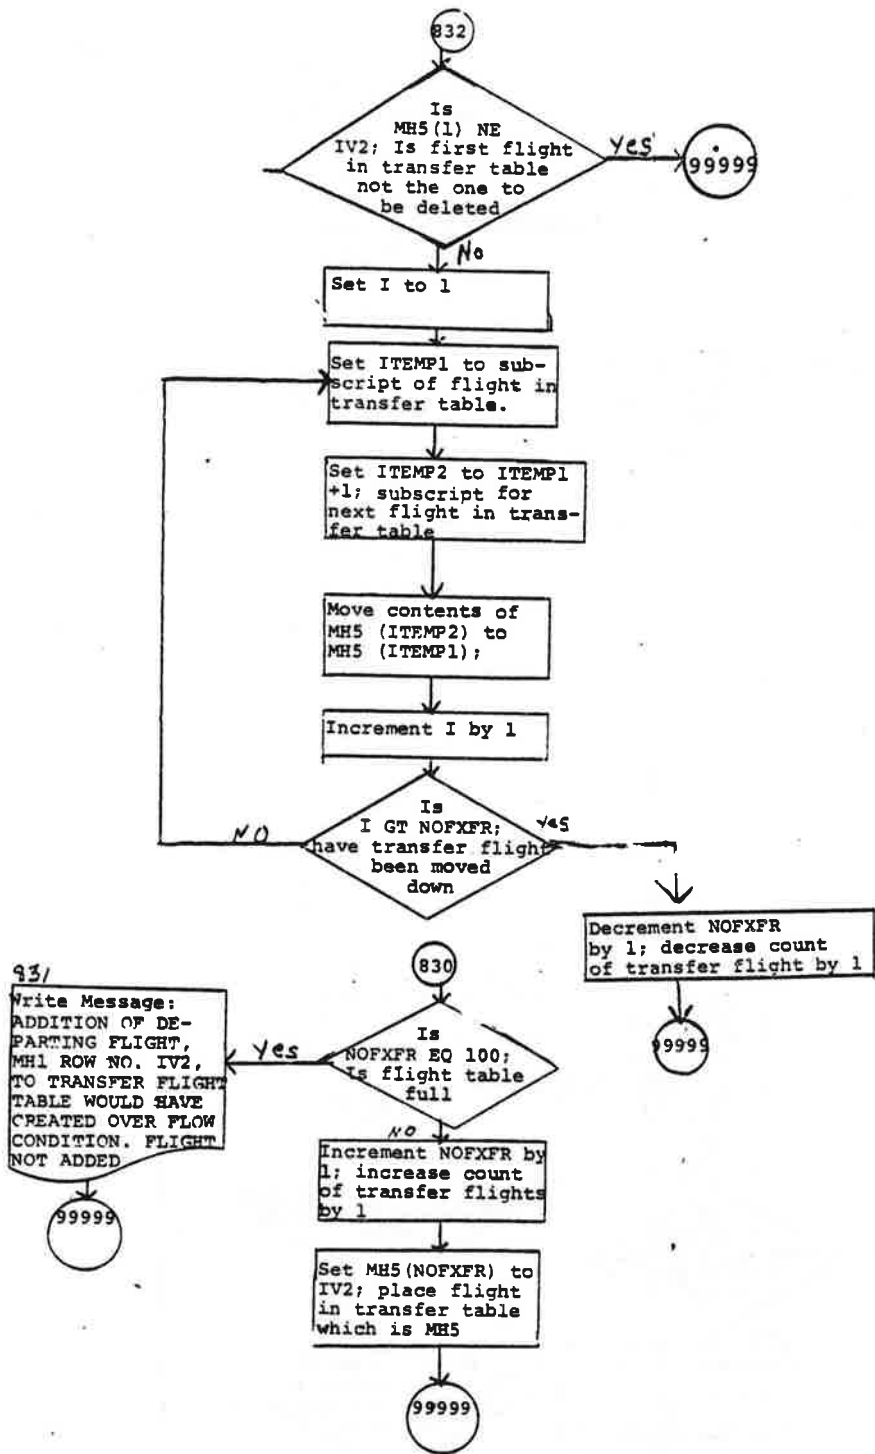 832
Is
MH5(1) NE
IV2; Is first flight
in transfer table
not the one to
be deleted
Yes
99999
No
Set I to 1
Set ITEMP1 to sub-
script of flight in
transfer table.
Set ITEMP2 to ITEMP1
+1; subscript for
next flight in trans-
fer table
Move contents of
MH5 (ITEMP2) to
MH5 (ITEMP1);
Increment I by 1
Is
I GT NOFXFR;
have transfer flight
been moved
down
NO
Yes
Decrement NOFXFR
by 1; decrease count
of transfer flight by 1
99999
830
Is
NOFXFR EQ 100;
Is flight table
full
Yes
831
Write Message:
ADDITION OF DE-
PARTING FLIGHT,
MH1 ROW NO. IV2,
TO TRANSFER FLIGHT
TABLE WOULD HAVE
CREATED OVER FLOW
CONDITION. FLIGHT
NOT ADDED
99999
NO
Increment NOFXFR by
1; increase count
of transfer flights
by 1
Set MH5(NOFXFR) to
IV2; place flight
in transfer table
which is MH5
99999